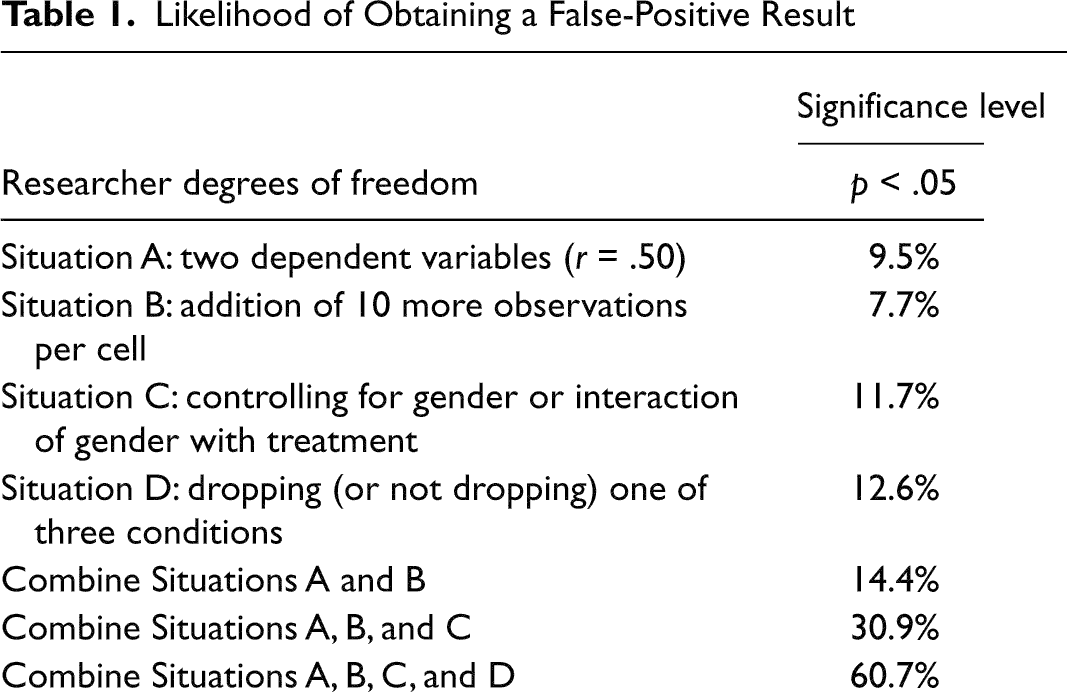 Table 1. Likelihood of Obtaining a False-Positive Result
Significance level
Researcher degrees of freedom p < .05
Situation A: two dependent variables (r = .50) 9.5%
Situation B: addition of 10 more observations 7.7%
per cell
Situation C: controlling for gender or interaction 11.7%
of gender with treatment
Situation D: dropping (or not dropping) one of 12.6%
three conditions
Combine Situations A and B 14.4%
Combine Situations A, B, and C 30.9%
Combine Situations A, B, C, and D 60.7%